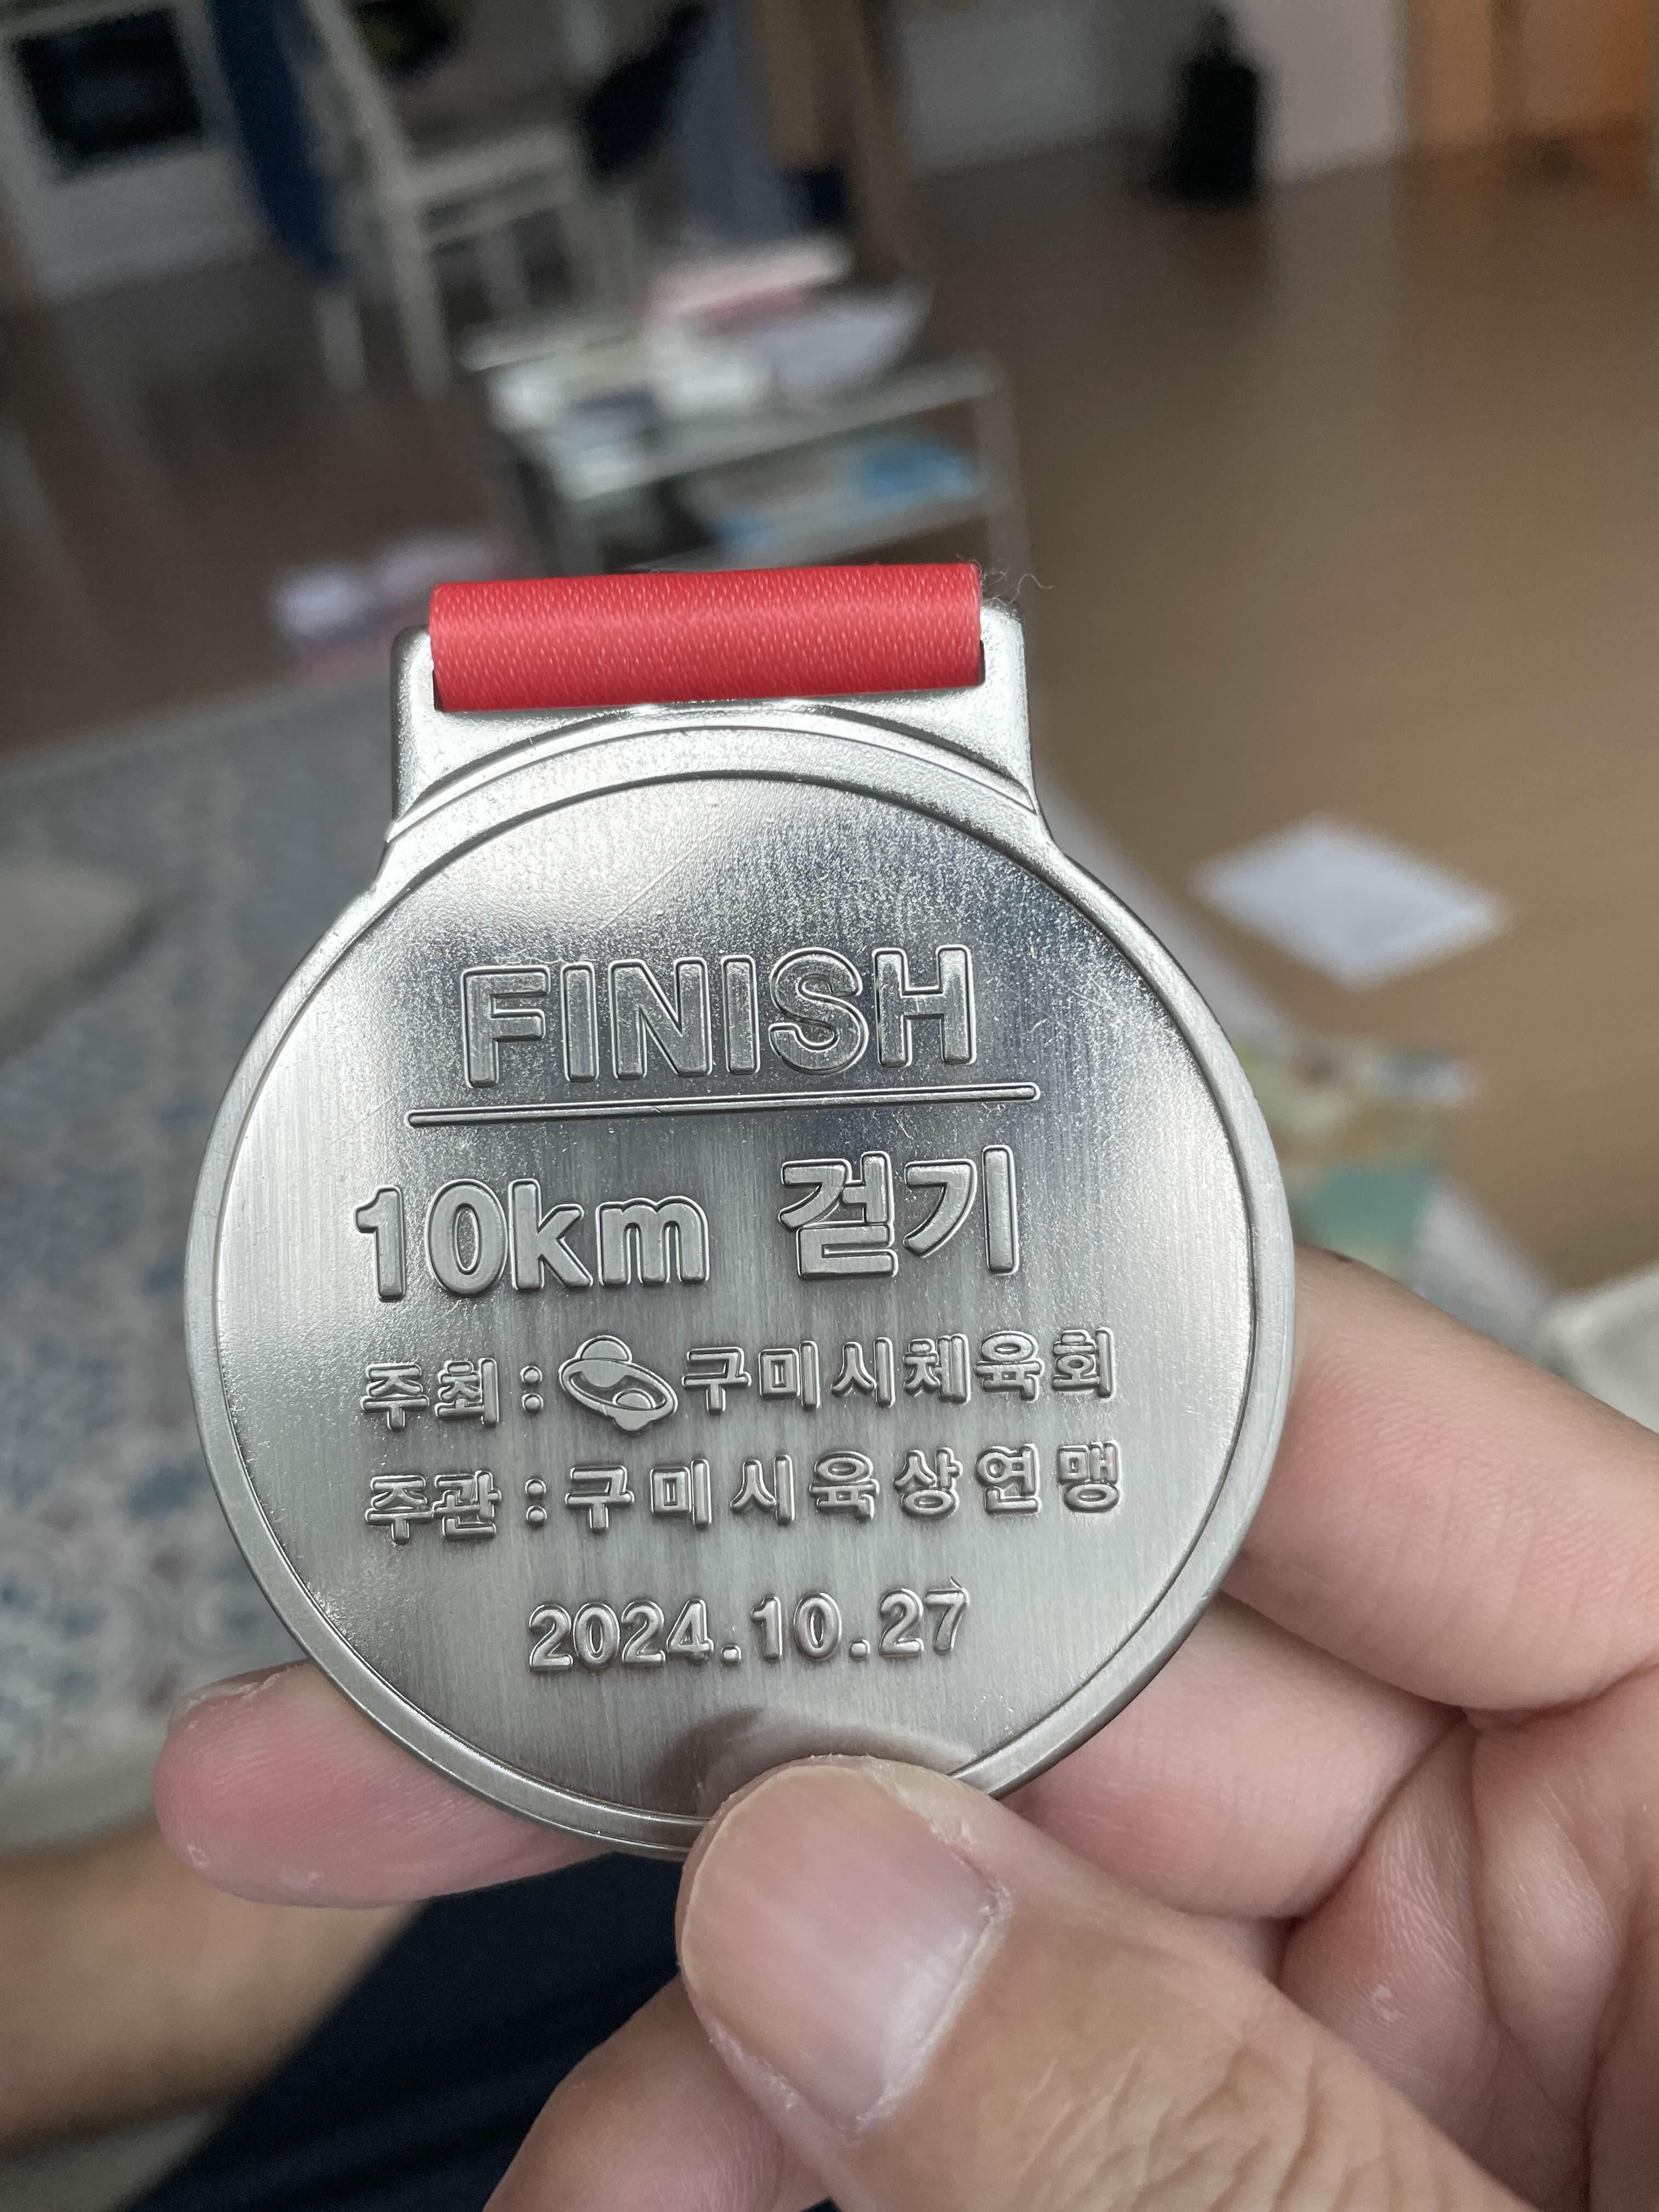 FINISH
10km 걷기
주최 : 구미시체육회
주관 : 구미시육상연맹
2024.10.27